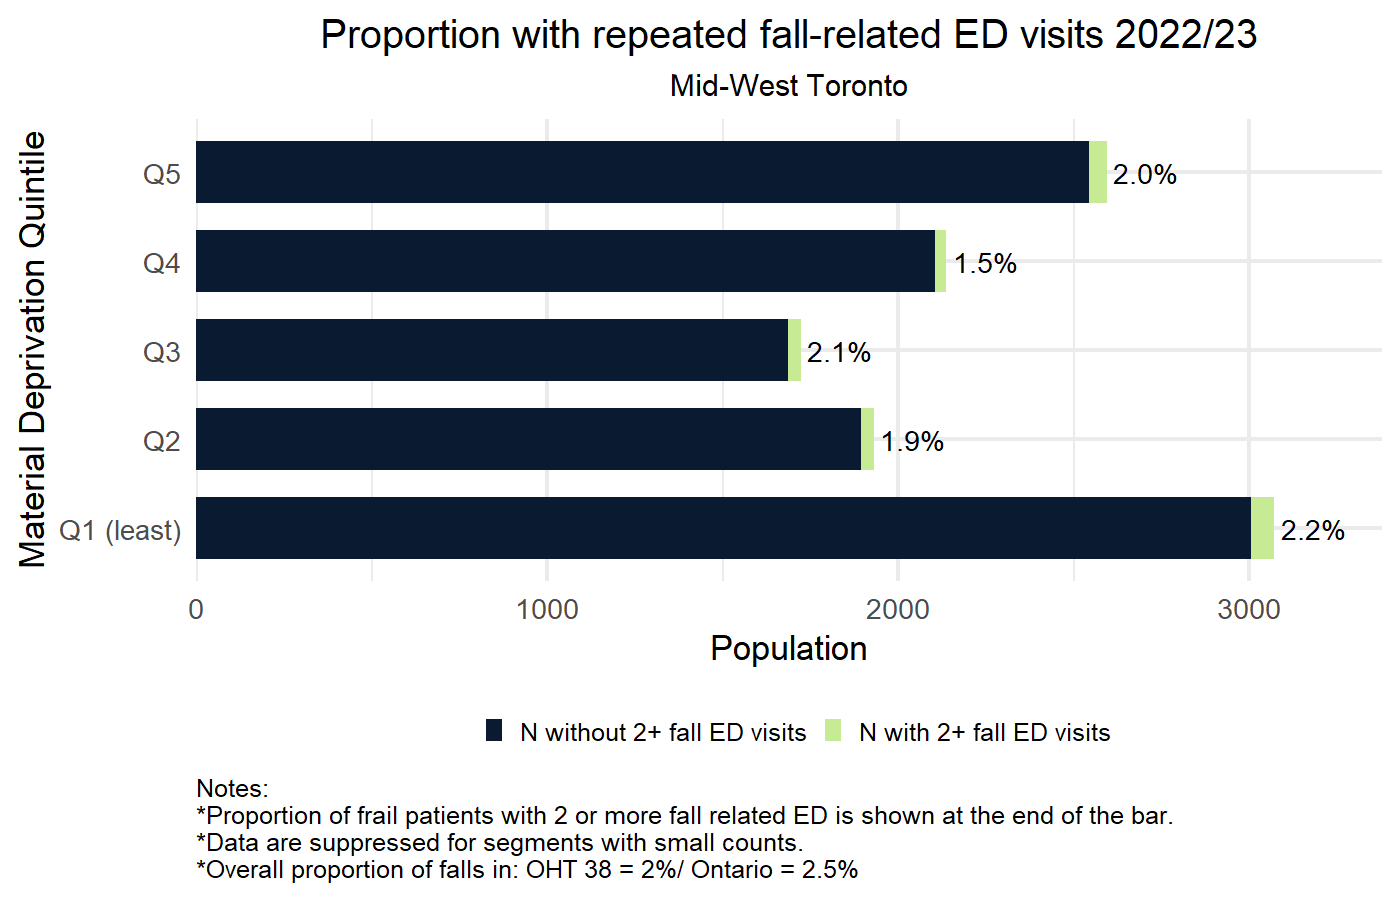 Proportion with repeated fall-related ED visits 2022/23
Mid-West Toronto
Material Deprivation Quintile
Q5
2.0%
Q4
1.5%
Q3
2.1%
Q2
1.9%
Q1 (least)
2.2%
0 1000 2000 3000
Population
N without 2+ fall ED visits N with 2+ fall ED visits
Notes:
*Proportion of frail patients with 2 or more fall related ED is shown at the end of the bar.
*Data are suppressed for segments with small counts.
*Overall proportion of falls in: OHT 38 = 2%/ Ontario = 2.5%